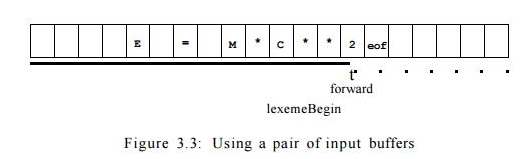 E = M * C * * 2 eof
forward
lexemeBegin
Figure 3.3: Using a pair of input buffers